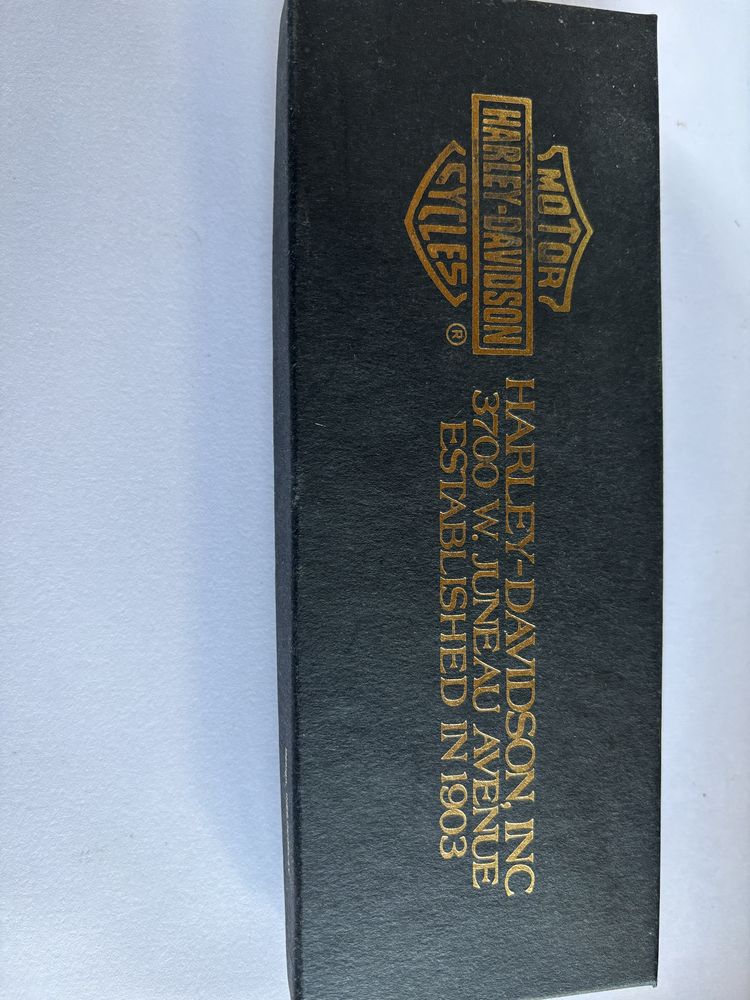 MOTOR
HARLEY-DAVIDSON
CYCLES
®
HARLEY-DAVIDSON, INC
3700 W. JUNEAU AVENUE
ESTABLISHED IN 1903